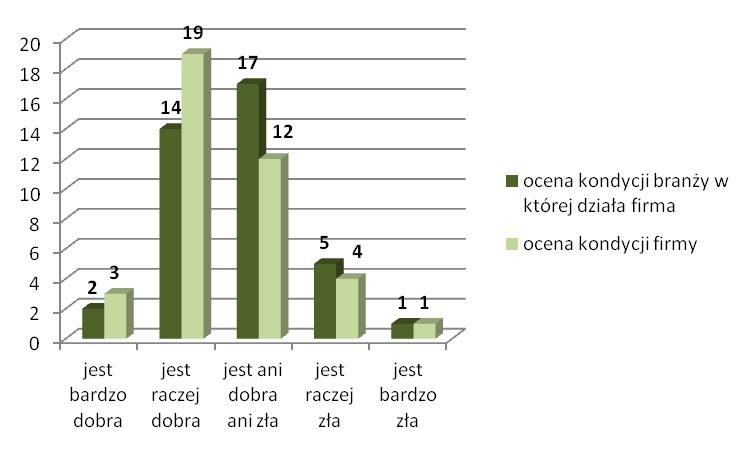 20
18
16
14
12
10
8
6
4
2
0
2
3
14
19
17
12
5
4
1
1
jest
bardzo
dobra
jest
raczej
dobra
jest ani
dobra
ani zła
jest
raczej
zła
jest
bardzo
zła
ocena kondycji branży w
której działa firma
ocena kondycji firmy